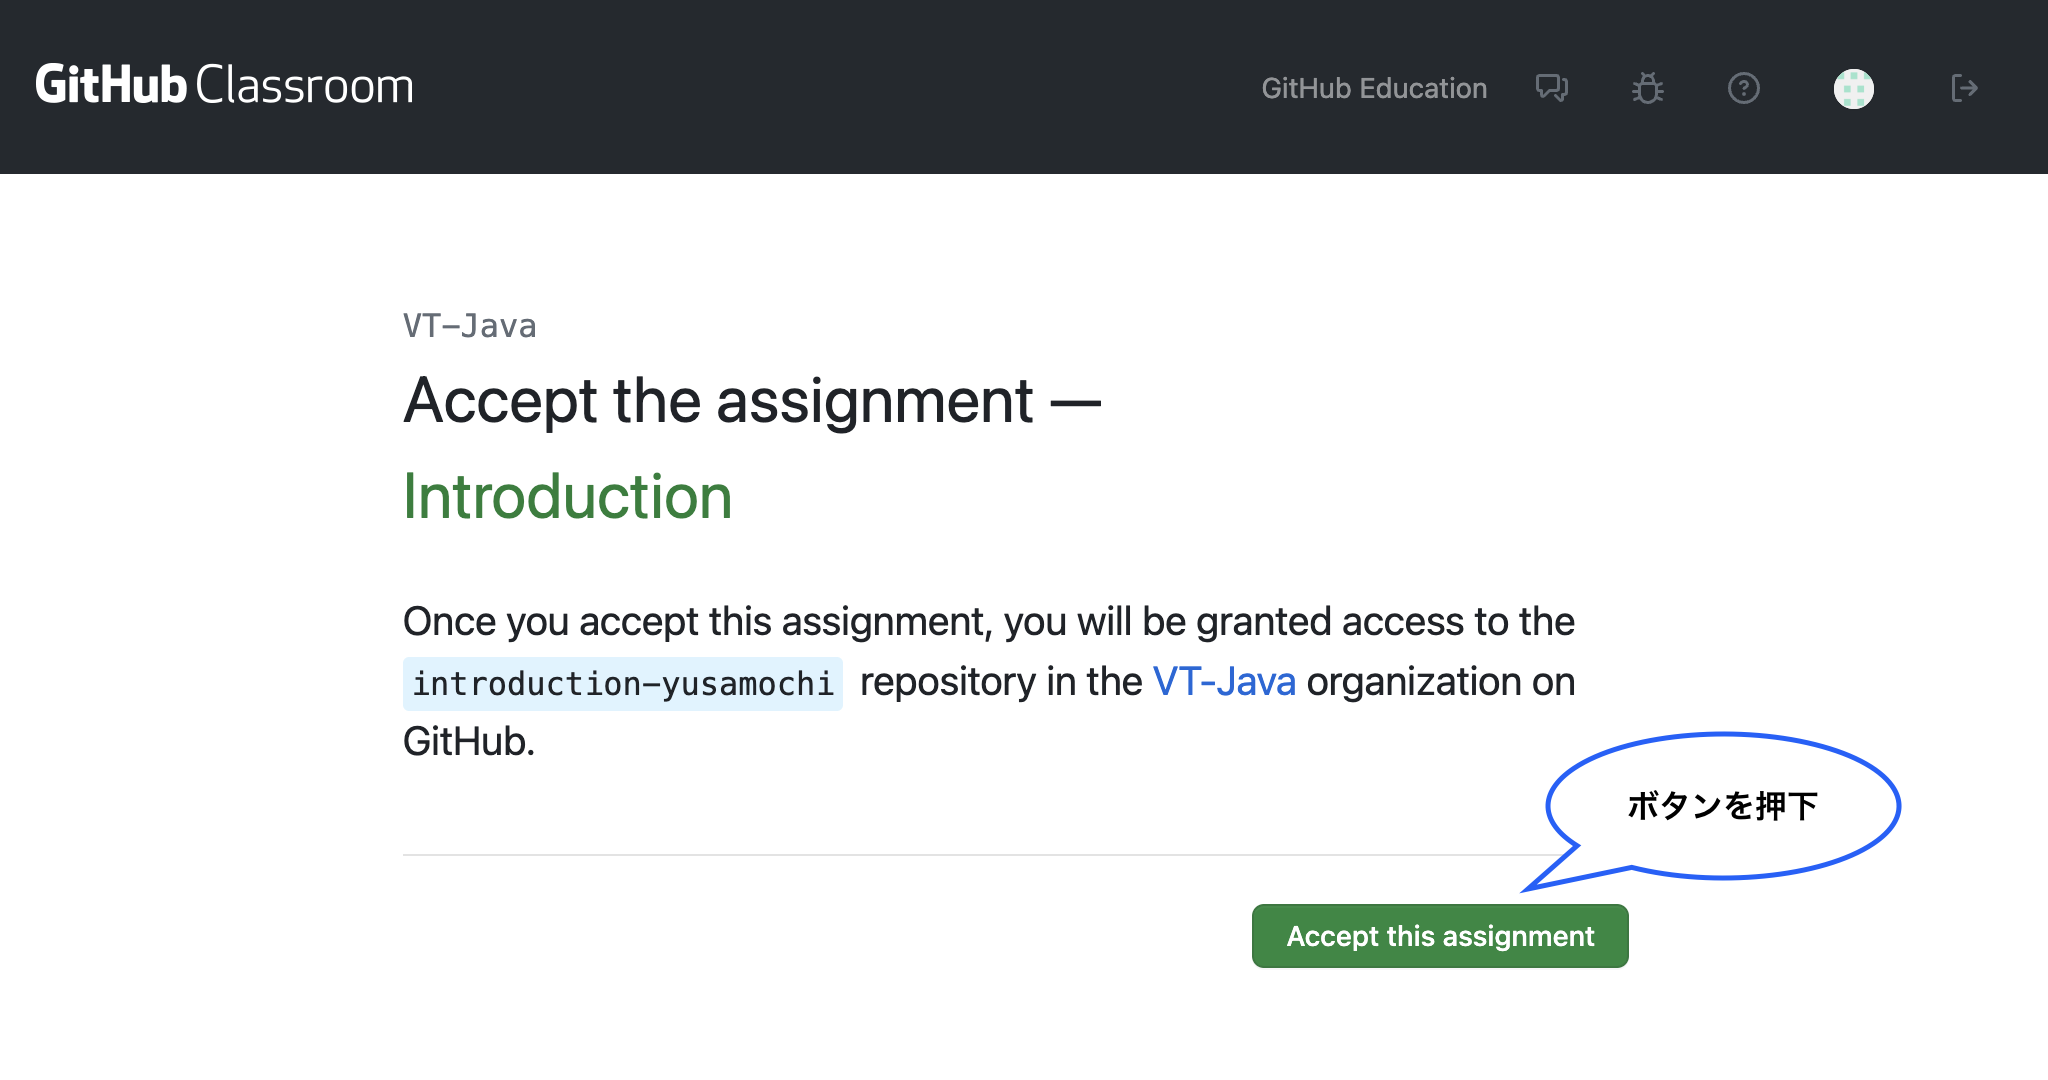 GitHub Classroom
GitHub Education
VT-Java
Accept the assignment —
Introduction
Once you accept this assignment, you will be granted access to the
introduction-yusamochi repository in the VT-Java organization on
GitHub.
ボタンを押下
Accept this assignment